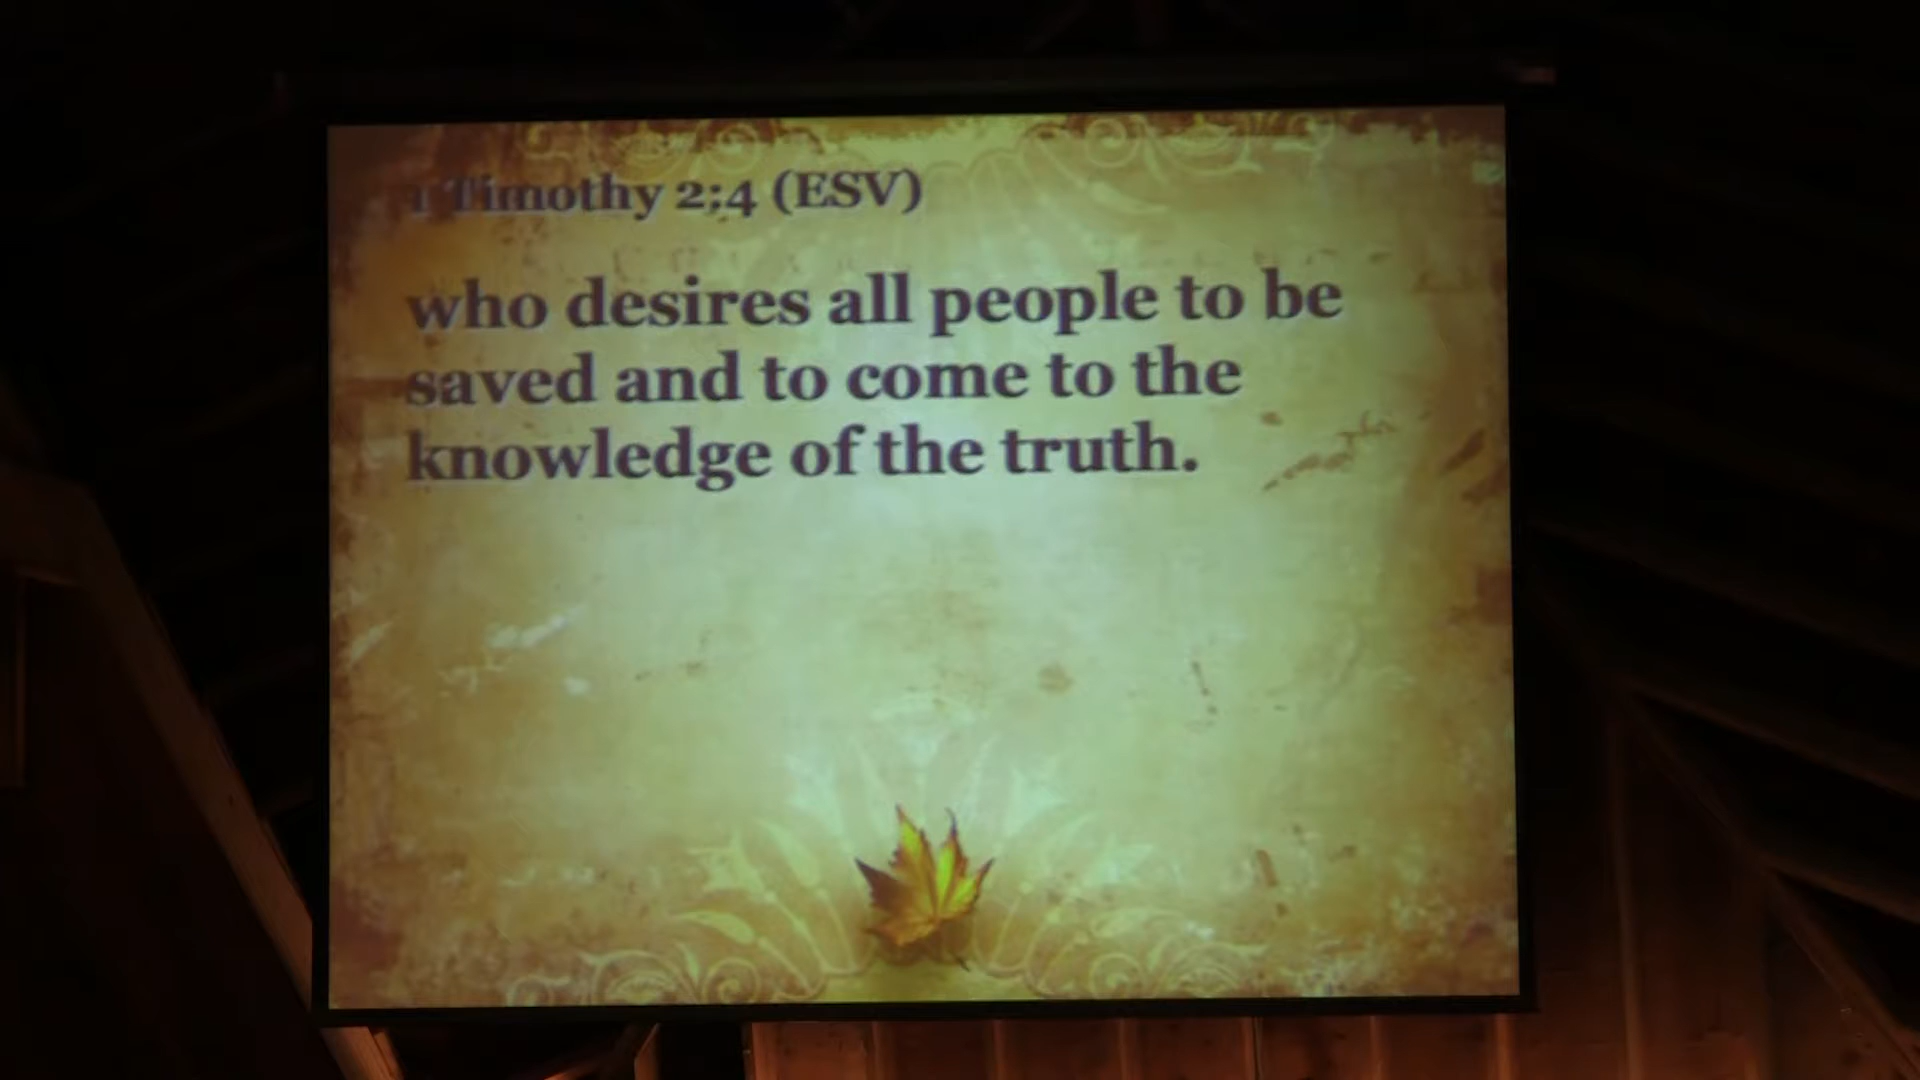 1 Timothy 2:4 (ESV)
who desires all people to be
saved and to come to the
knowledge of the truth.